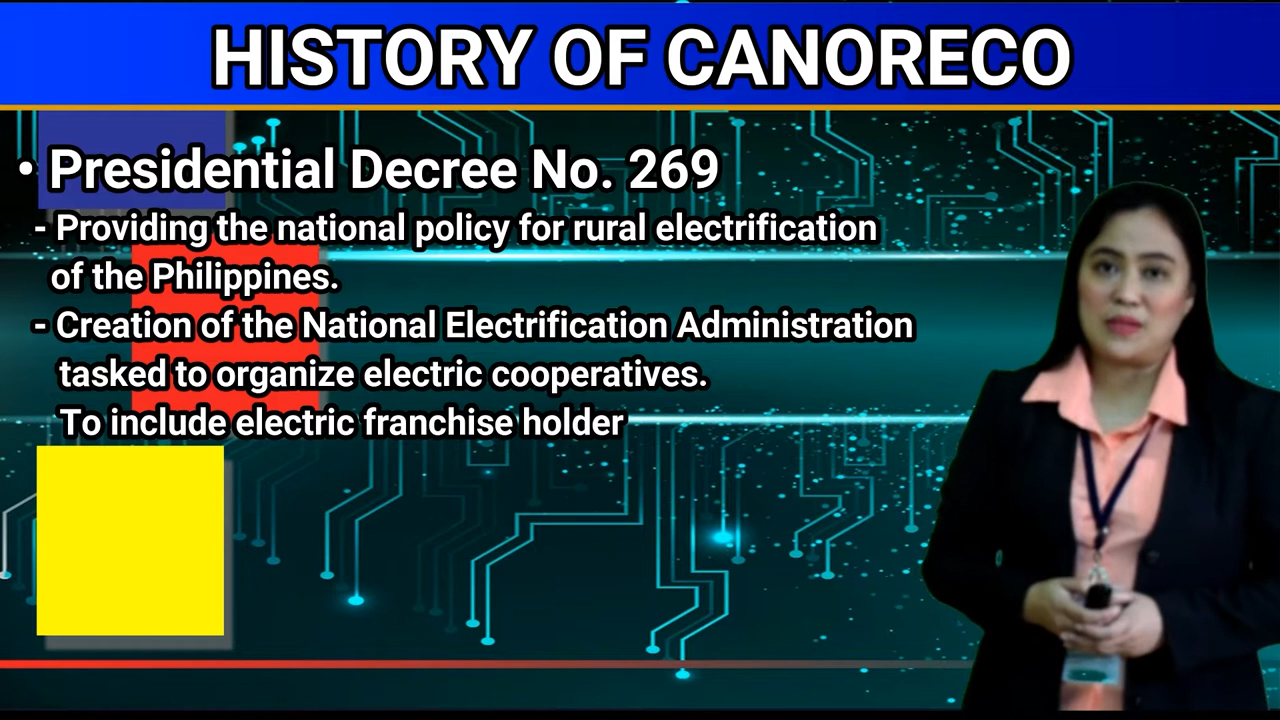 HISTORY OF CANORECO
• Presidential Decree No. 269
- Providing the national policy for rural electrification
of the Philippines.
- Creation of the National Electrification Administration
tasked to organize electric cooperatives.
To include electric franchise holder